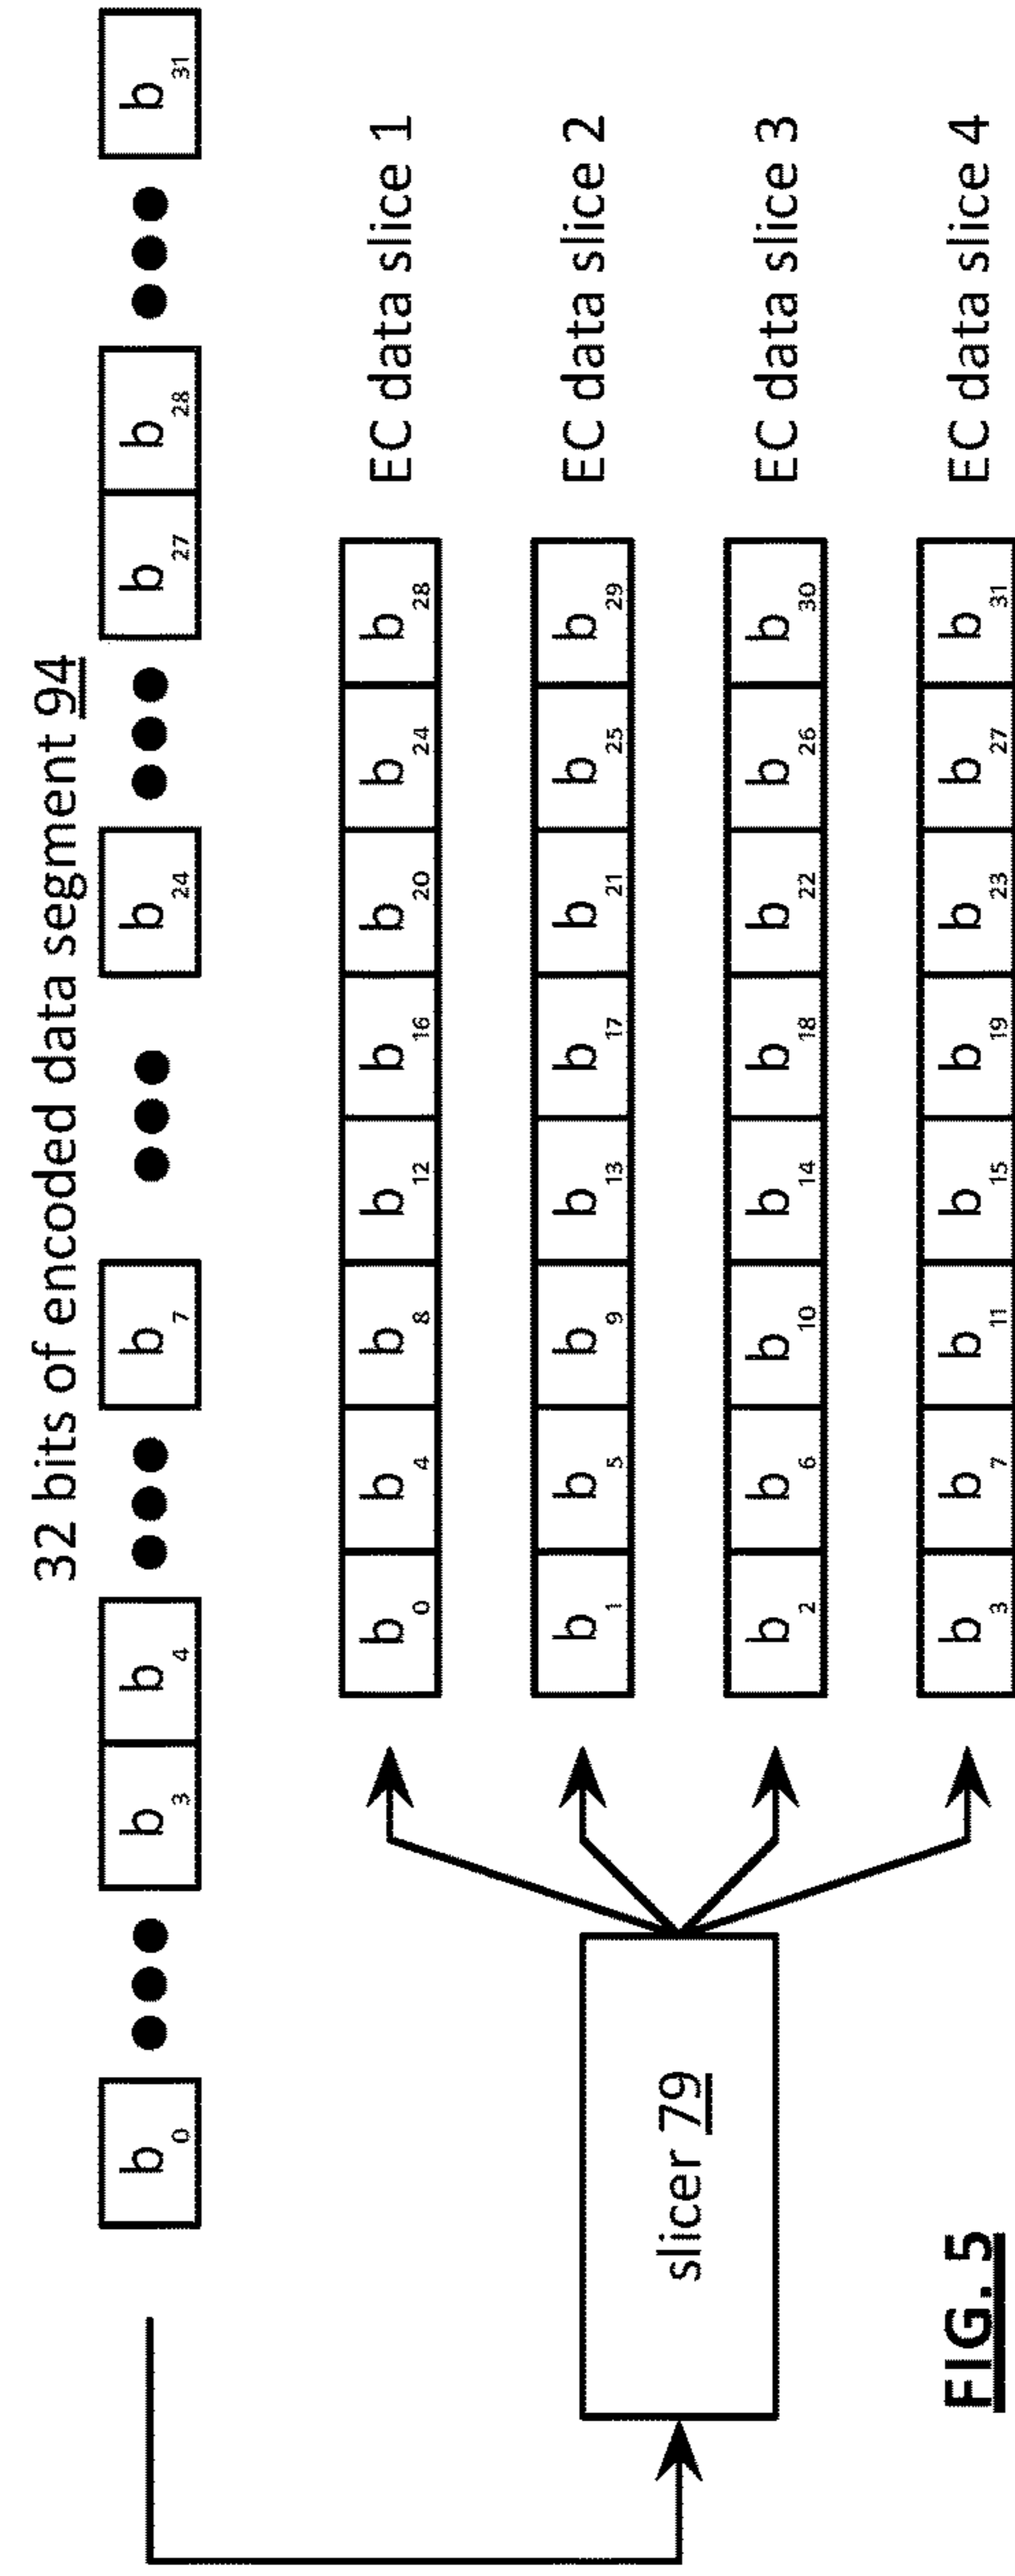 32 bits of encoded data segment 94
b0 ●●● b3 b4 ●●● b7 ●●● b24 ●●● b27 b28 ●●● b31
b0 b4 b8 b12 b16 b20 b24 b28 EC data slice 1
b1 b5 b9 b13 b17 b21 b25 b29 EC data slice 2
slicer 79
b2 b6 b10 b14 b18 b22 b26 b30 EC data slice 3
b3 b7 b11 b15 b19 b23 b27 b31 EC data slice 4
FIG. 5